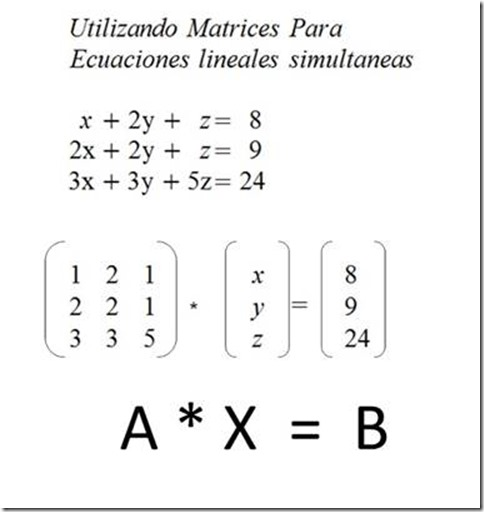 Utilizando Matrices Para
Ecuaciones lineales simultaneas
x + 2y + z= 8
2x + 2y + z= 9
3x + 3y + 5z= 24
1 2 1 x 8
2 2 1 * y = 9
3 3 5 z 24
A * X = B